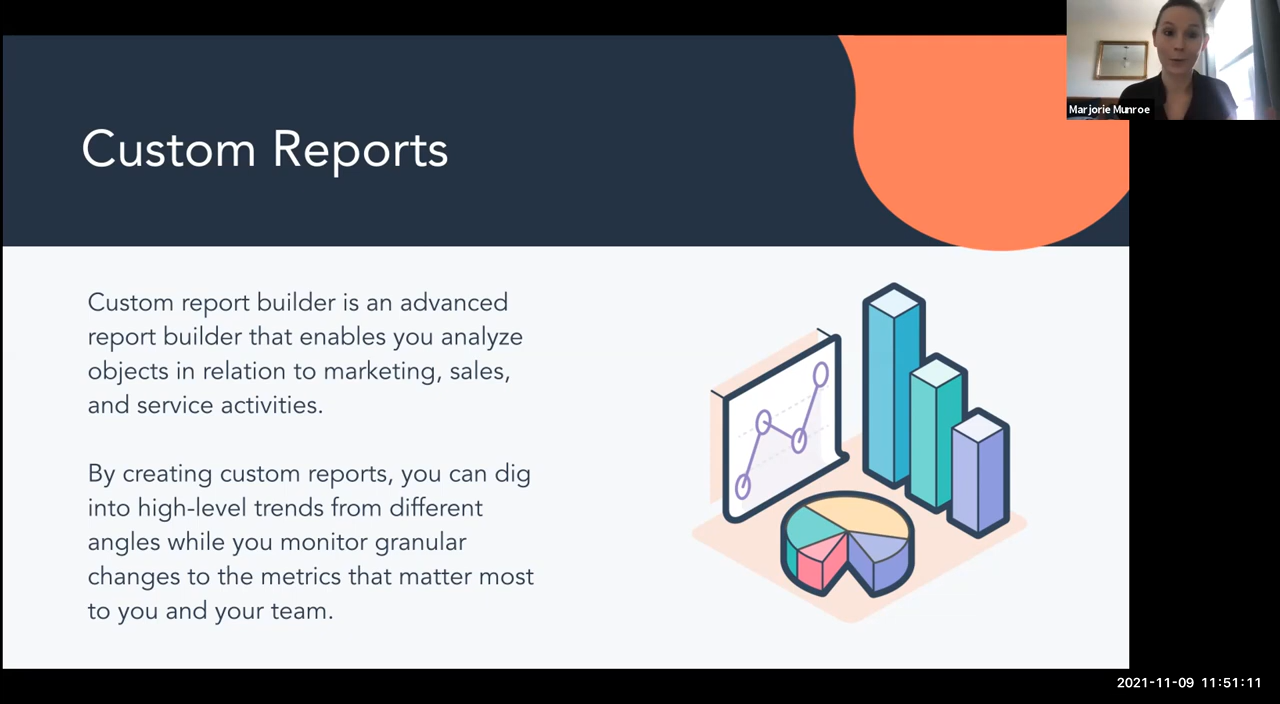 Marjorie Munroe
Custom Reports
Custom report builder is an advanced
report builder that enables you analyze
objects in relation to marketing, sales,
and service activities.
By creating custom reports, you can dig
into high-level trends from different
angles while you monitor granular
changes to the metrics that matter most
to you and your team.
2021-11-09 11:51:11